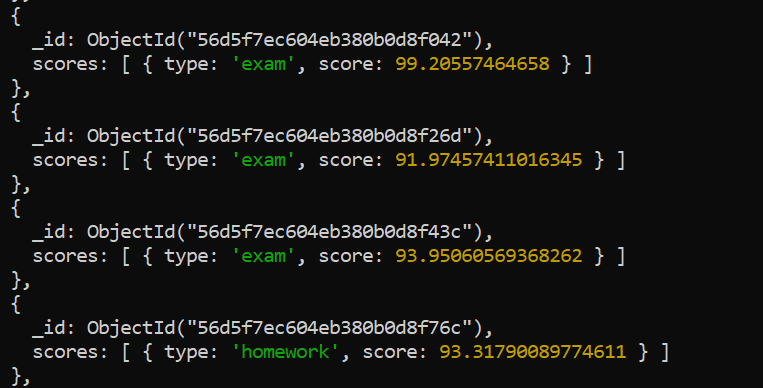 },
{
  _id: ObjectId("56d5f7ec604eb380b0d8f042"),
  scores: [ { type: 'exam', score: 99.20557464658 } ]
},
{
  _id: ObjectId("56d5f7ec604eb380b0d8f26d"),
  scores: [ { type: 'exam', score: 91.97457411016345 } ]
},
{
  _id: ObjectId("56d5f7ec604eb380b0d8f43c"),
  scores: [ { type: 'exam', score: 93.95060569368262 } ]
},
{
  _id: ObjectId("56d5f7ec604eb380b0d8f76c"),
  scores: [ { type: 'homework', score: 93.31790089774611 } ]
},